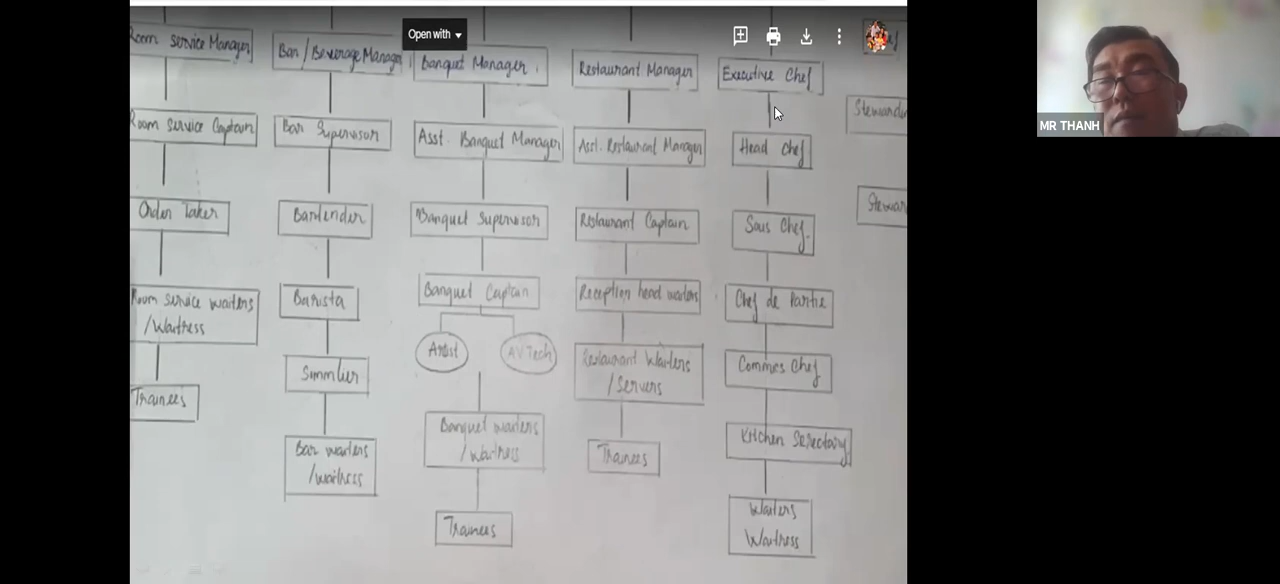 Open with
Room Service Manager
Bar / Beverage Manager
Banquet Manager
Restaurant Manager
Executive Chef
MR THANH
Room Service Captain
Bar Supervisor
Asst. Banquet Manager
Asst. Restaurant Manager
Head Chef
Order Taker
Bartender
Banquet Supervisor
Restaurant Captain
Sous Chef.
Room service waiters
/Waitress
Barista
Banquet Captain
Reception head waiters
Chef de Partie
Artist
AV Tech
Simmlier
Restaurant Waiters
/ Servers
Commis Chef
Trainees
Bar waiters
/waitress
Banquet waiters
/ Waitress
Trainees
Kitchen Secetary
Trainees
Waiters
Waitress